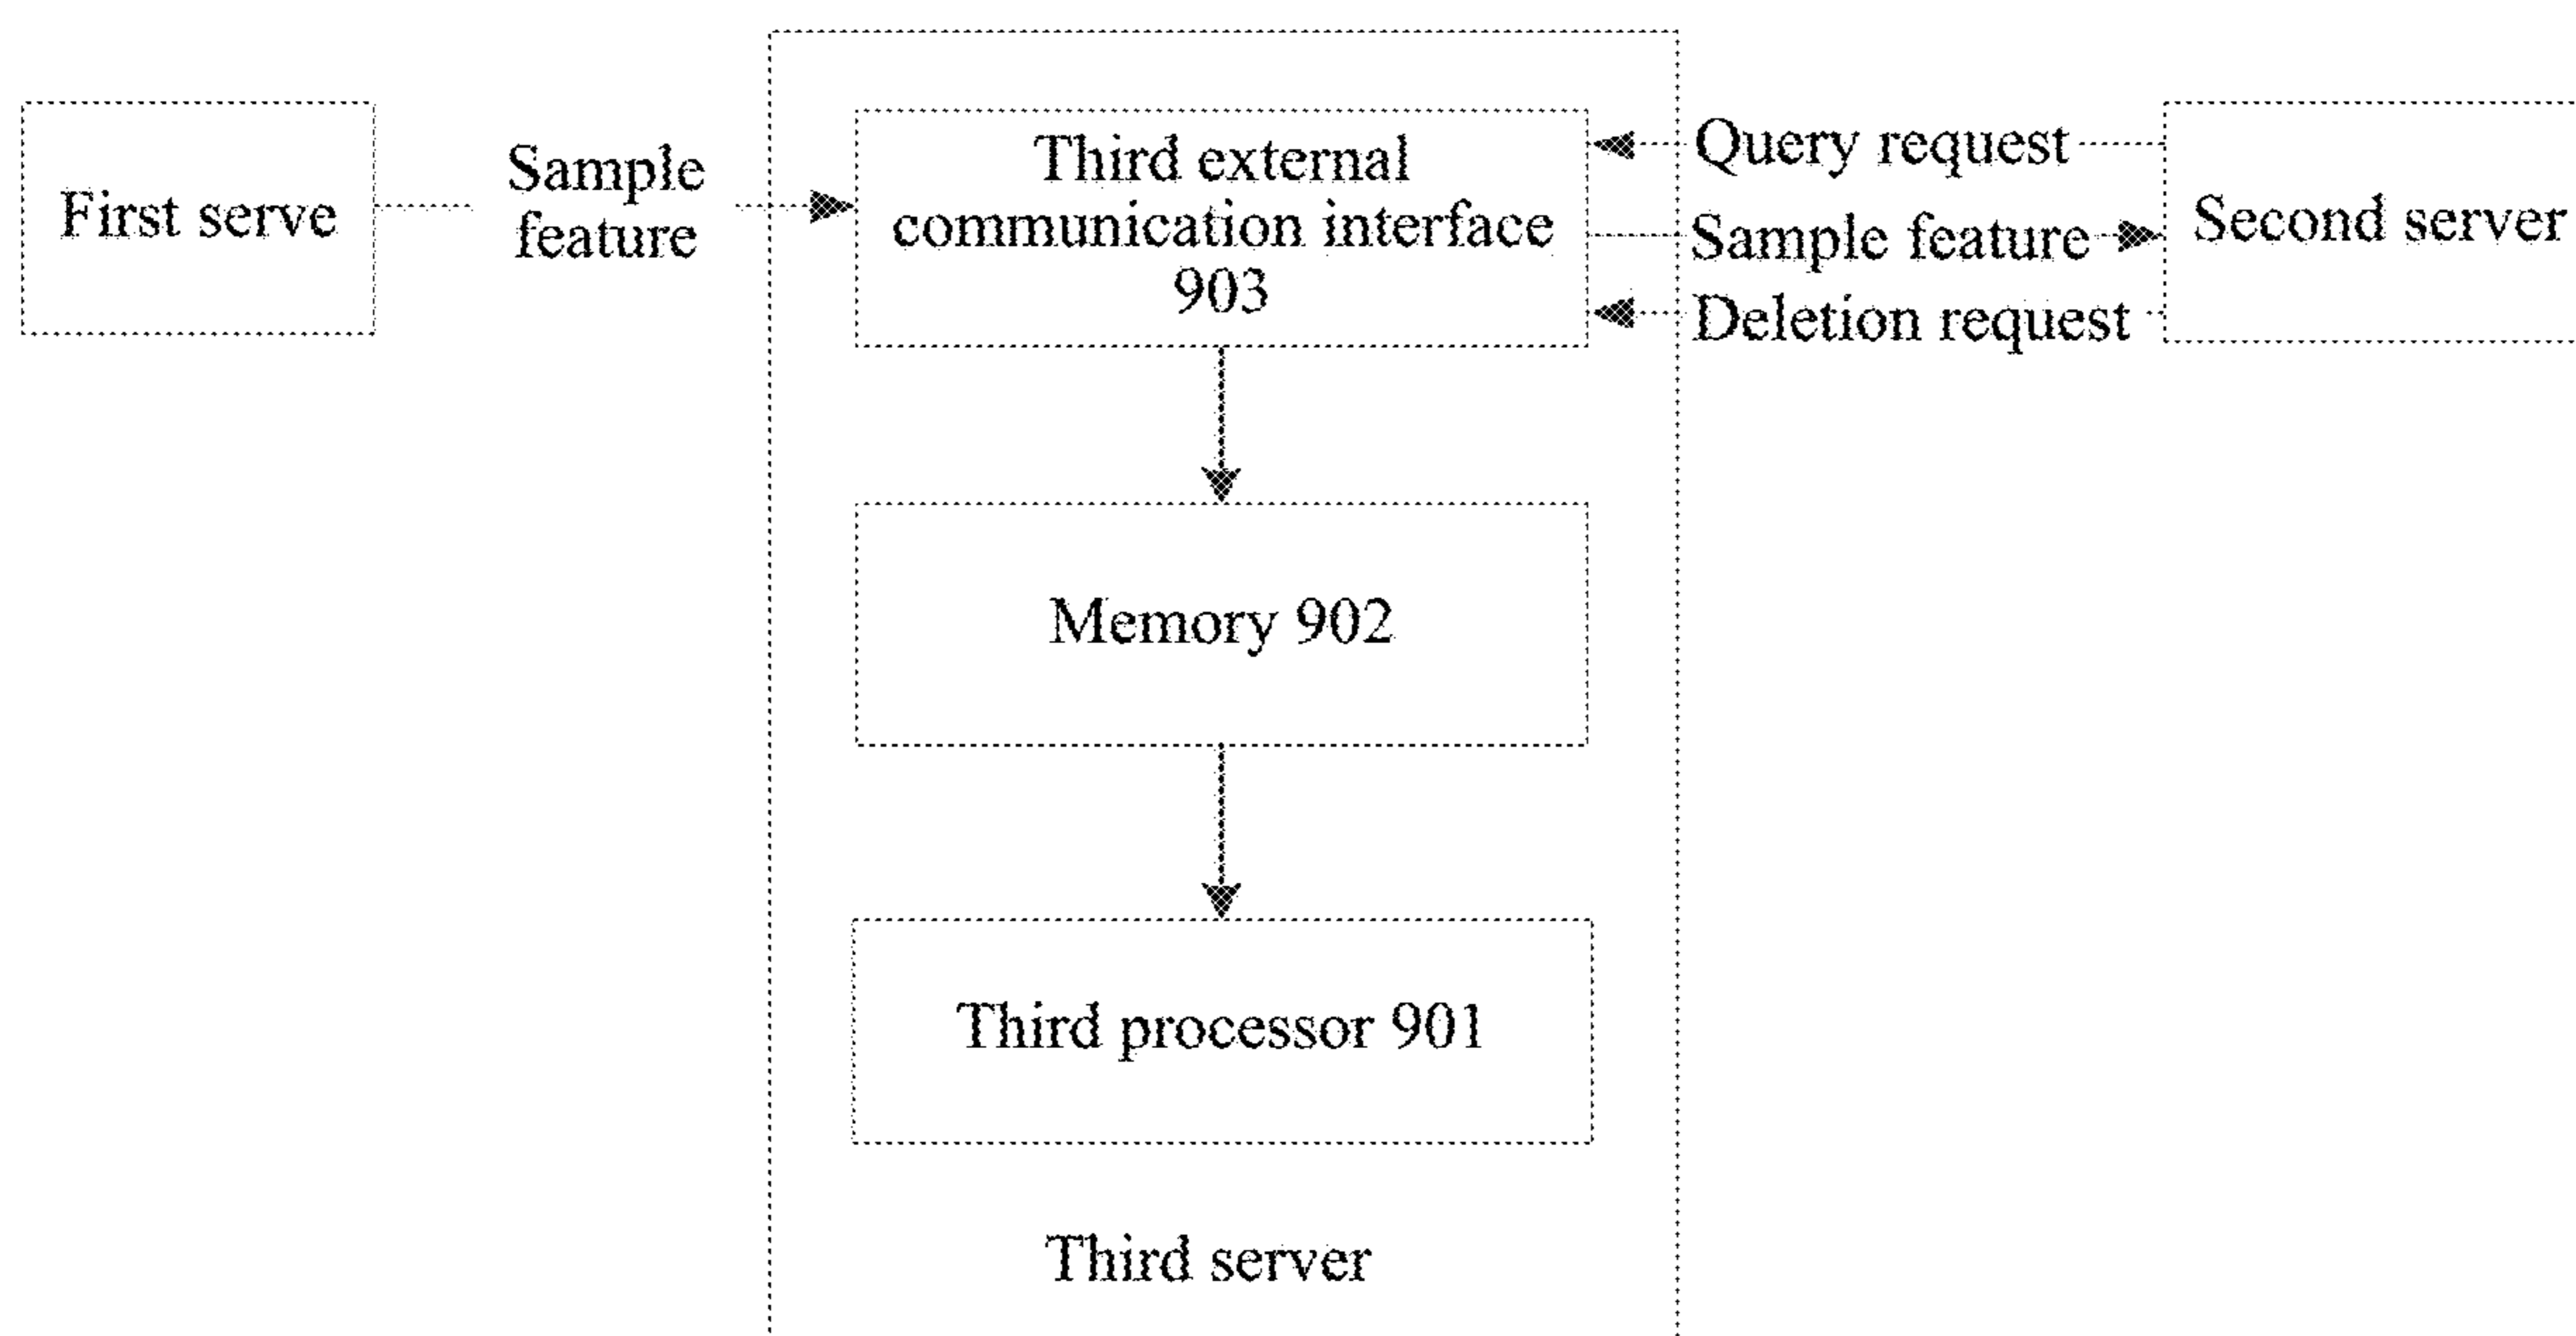 First serve
Sample
feature
Third external
communication interface
903
Query request
Sample feature
Deletion request
Second server
Memory 902
Third processor 901
Third server